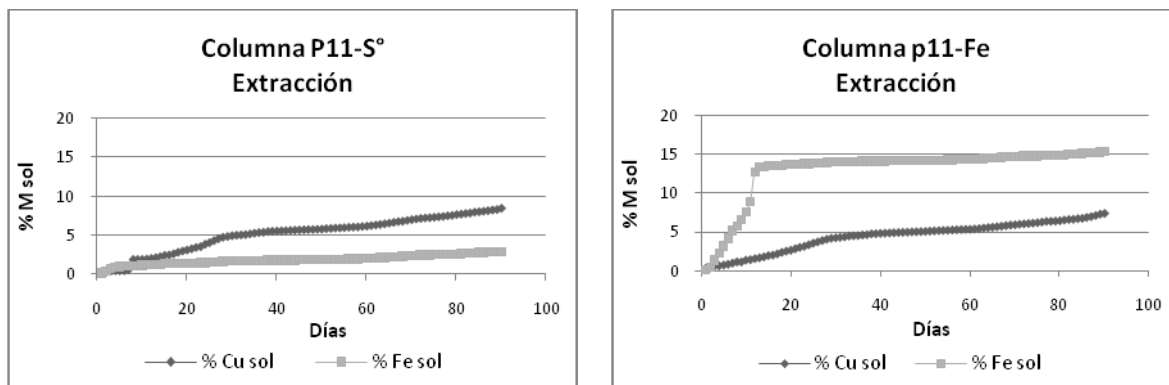 Columna P11-S°
Extracción
% M sol
20
15
10
5
0
0 20 40 60 80 100
Días
% Cu sol % Fe sol
Columna p11-Fe
Extracción
% M sol
20
15
10
5
0
0 20 40 60 80 100
Días
% Cu sol % Fe sol